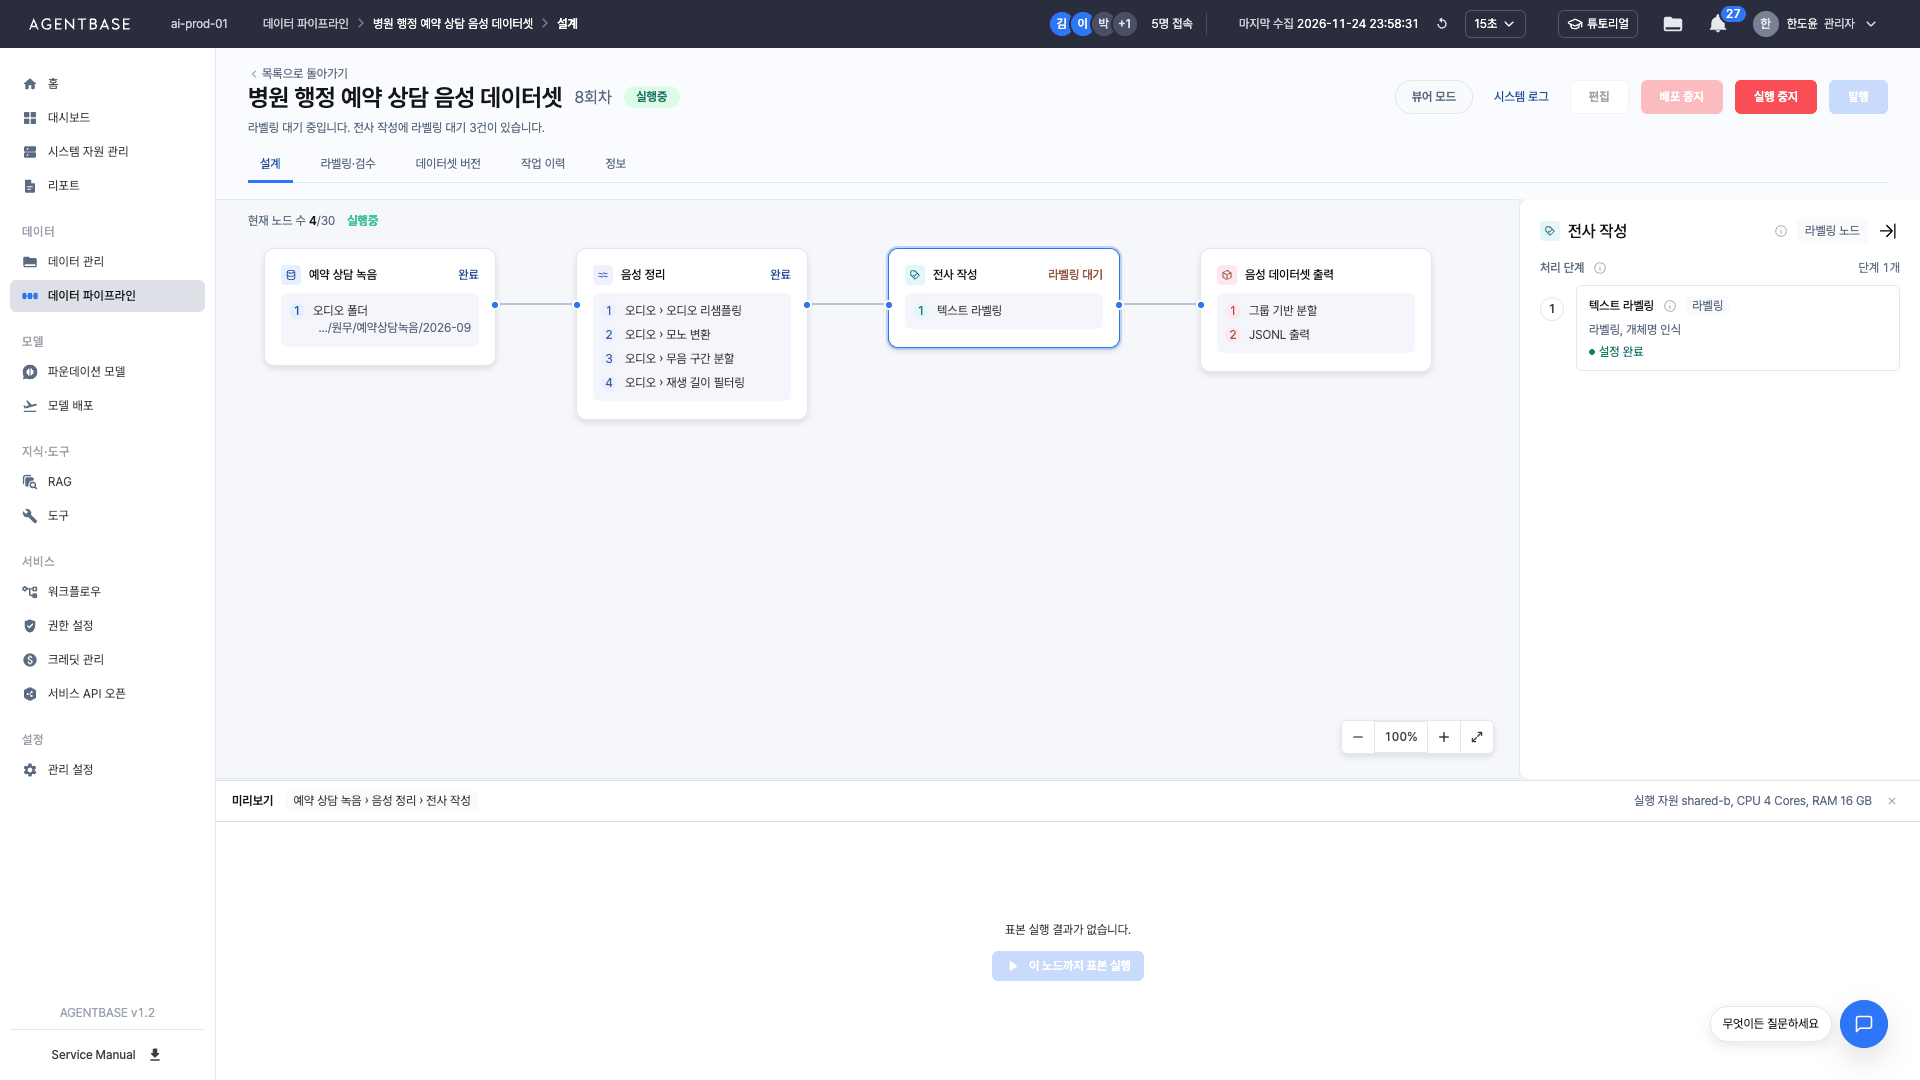 AGENTBASE
ai-prod-01
데이터 파이프라인 > 병원 행정 예약 상담 음성 데이터셋 > 설계
김 이 박 +1 5명 접속
마지막 수집 2026-11-24 23:58:31
15초
튜토리얼
27
한 한도윤 관리자
홈
대시보드
시스템 자원 관리
리포트
데이터
데이터 관리
데이터 파이프라인
모델
파운데이션 모델
모델 배포
지식·도구
RAG
도구
서비스
워크플로우
권한 설정
크레딧 관리
서비스 API 오픈
설정
관리 설정
AGENTBASE v1.2
Service Manual
목록으로 돌아가기
병원 행정 예약 상담 음성 데이터셋 8회차 실행중
라벨링 대기 중입니다. 전사 작성에 라벨링 대기 3건이 있습니다.
뷰어 모드
시스템 로그
편집
배포 중지
실행 중지
발행
설계
라벨링·검수
데이터셋 버전
작업 이력
정보
현재 노드 수 4/30 실행중
예약 상담 녹음 완료
1 오디오 폴더
.../원무/예약상담녹음/2026-09
음성 정리 완료
1 오디오 › 오디오 리샘플링
2 오디오 › 모노 변환
3 오디오 › 무음 구간 분할
4 오디오 › 재생 길이 필터링
전사 작성 라벨링 대기
1 텍스트 라벨링
음성 데이터셋 출력
1 그룹 기반 분할
2 JSONL 출력
100%
전사 작성
라벨링 노드
처리 단계
단계 1개
1
텍스트 라벨링 라벨링
라벨링, 개체명 인식
설정 완료
미리보기
예약 상담 녹음 › 음성 정리 › 전사 작성
실행 자원 shared-b, CPU 4 Cores, RAM 16 GB
표본 실행 결과가 없습니다.
이 노드까지 표본 실행
무엇이든 질문하세요